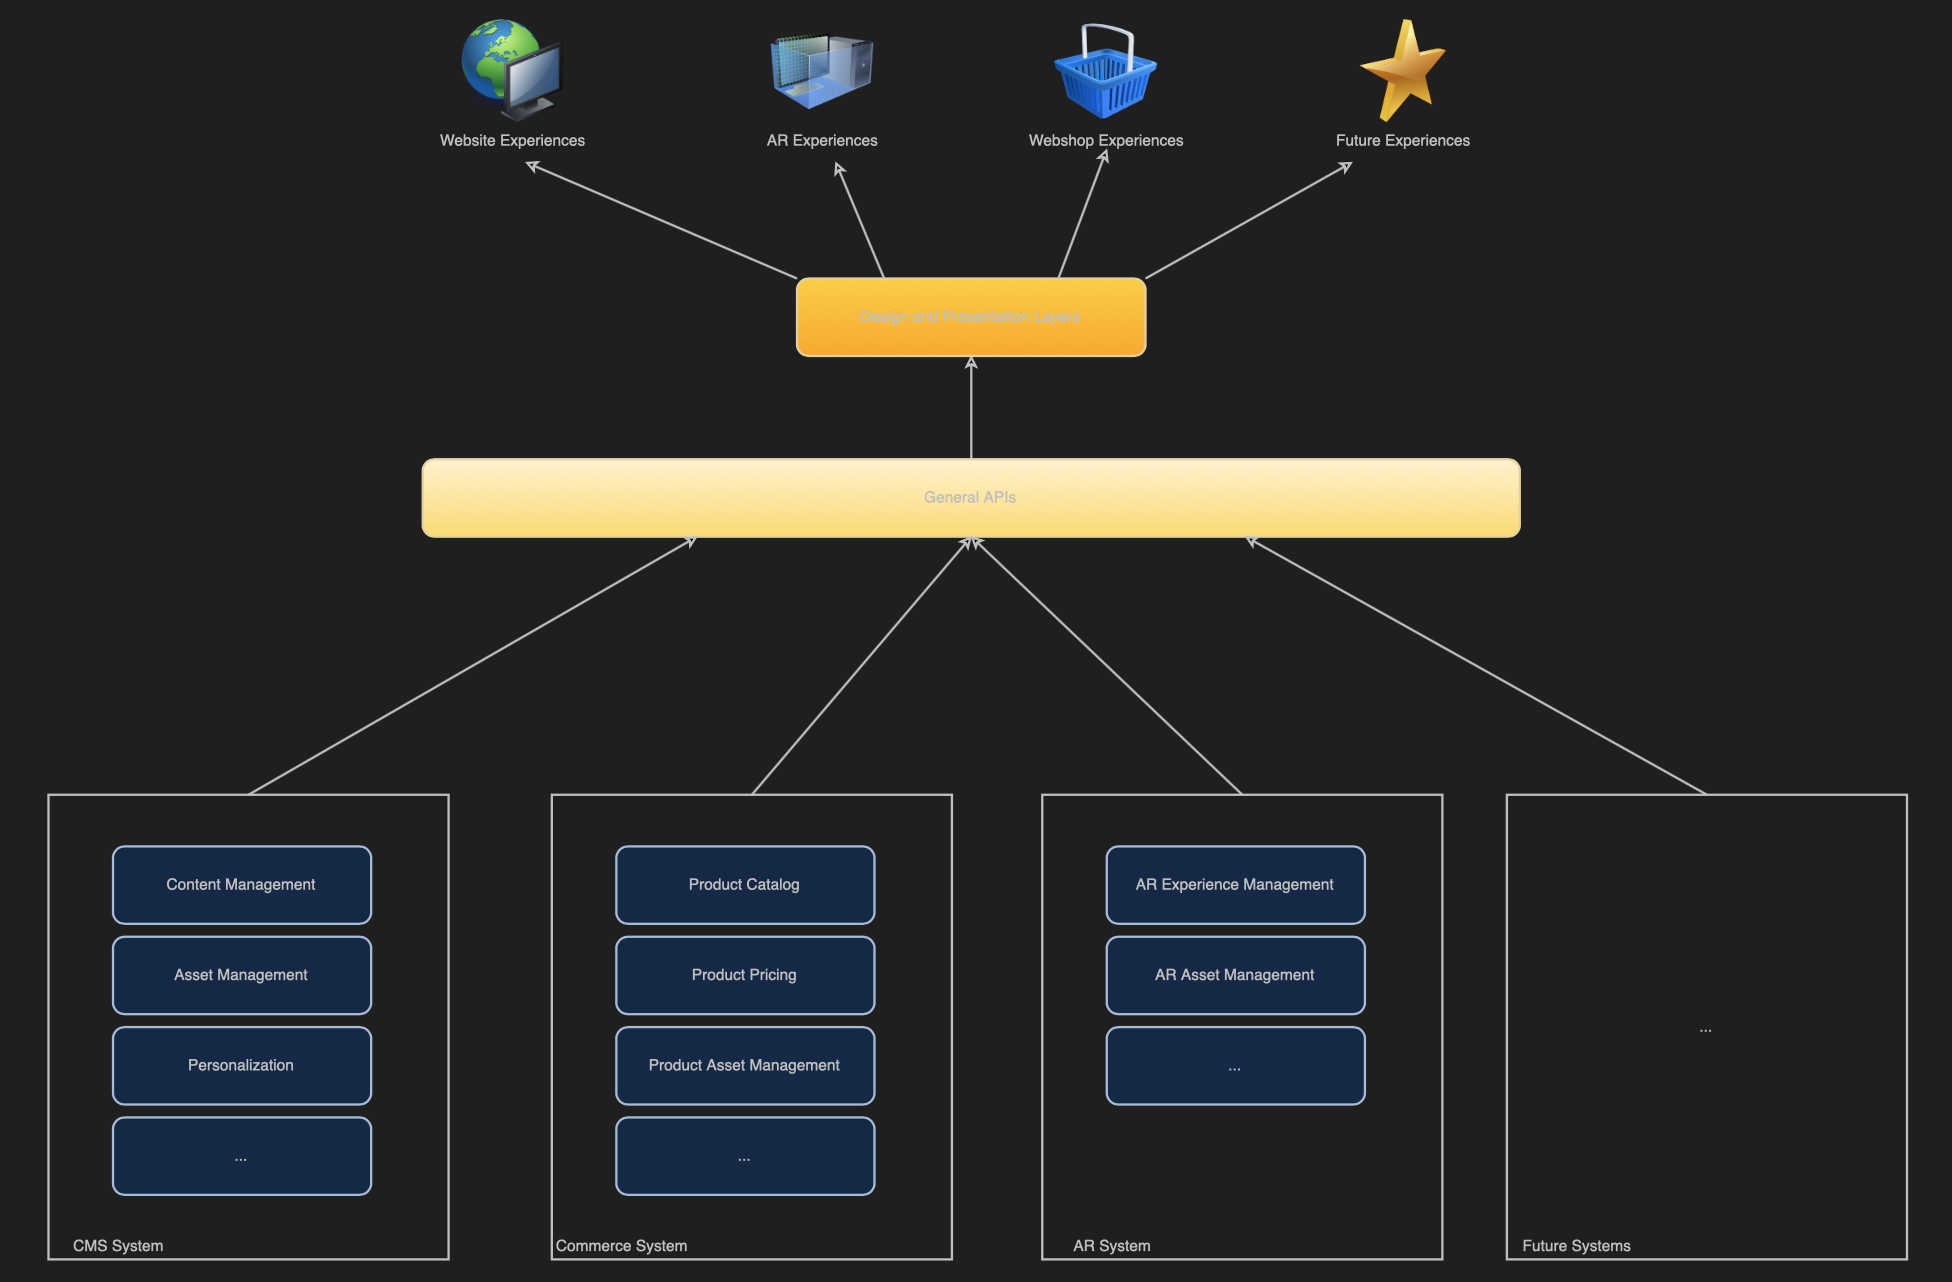 Website Experiences
AR Experiences
Webshop Experiences
Future Experiences
Design and Presentation Layers
General APIs
Content Management
Asset Management
Personalization
...
CMS System
Product Catalog
Product Pricing
Product Asset Management
...
Commerce System
AR Experience Management
AR Asset Management
...
AR System
...
Future Systems